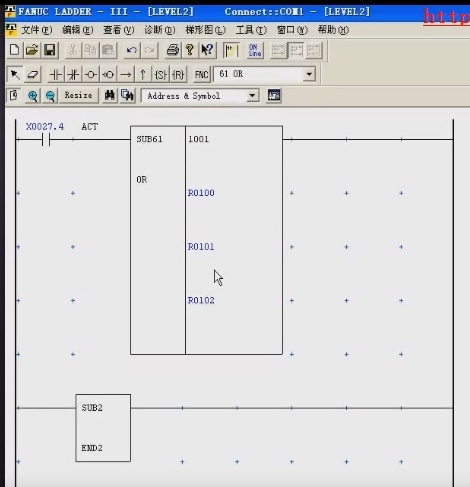 FANUC LADDER - III - [LEVEL2] Connect::COM1 - [LEVEL2]
http
文件(F) 编辑(E) 查看(V) 诊断(D) 梯形图(L) 工具(T) 窗口(W) 帮助(H)
ON Line
(S) (R) FNC 61 OR
Resize Address & Symbol
X0027.4 ACT
SUB61 1001
OR
R0100
R0101
R0102
SUB2
END2